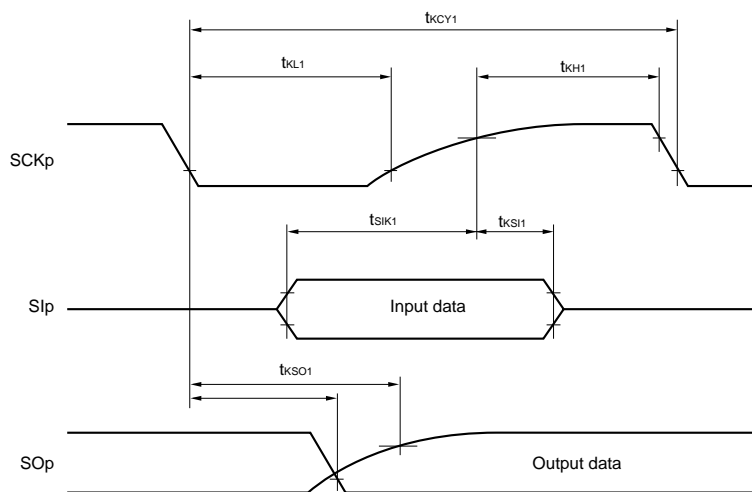 tKCY1
tKL1
tKH1
SCKp
tSIK1
tKSI1
SIp
Input data
tKSO1
SOp
Output data